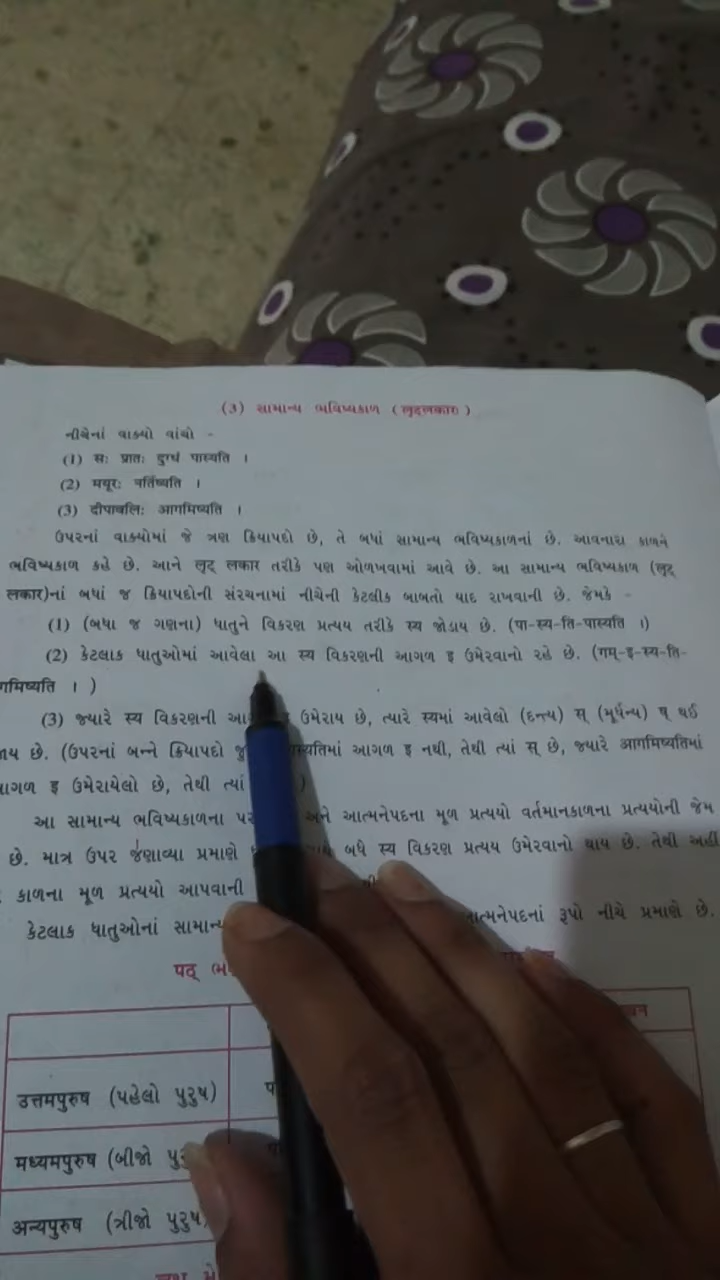 (3) સામાન્ય ભવિષ્યકાળ (લૃટ્લકાર)
નીચેનાં વાક્યો વાંચો -
(1) सः प्रातः दुग्धं पास्यति ।
(2) मयूरः नर्तिष्यति ।
(3) दीपावलिः आगमिष्यति ।
ઉપરનાં વાક્યોમાં જે ત્રણ ક્રિયાપદો છે, તે બધાં સામાન્ય ભવિષ્યકાળનાં છે. આવનારા કાળને
ભવિષ્યકાળ કહે છે. આને लृट् लकार તરીકે પણ ઓળખવામાં આવે છે. આ સામાન્ય ભવિષ્યકાળ (लृट्
लकार)નાં બધાં જ ક્રિયાપદોની સંરચનામાં નીચેની કેટલીક બાબતો યાદ રાખવાની છે. જેમકે -
(1) (બધા જ ગણના) ધાતુને વિકરણ પ્રત્યય તરીકે स्य જોડાય છે. (पा-स्य-ति-पास्यति ।)
(2) કેટલાક ધાતુઓમાં આવેલા આ स्य વિકરણની આગળ इ ઉમેરવાનો રહે છે. (गम्-इ-स्य-ति-
गमिष्यति । )
(3) જ્યારે स्य વિકરણની ઉમેરાય છે, ત્યારે स्यમાં આવેલો (દન્ત્ય) स् (મૂર્ધન્ય) ष् થઈ
છે. (ઉપરનાં બન્ને ક્રિયાપદો આગળ इ નથી, તેથી ત્યાં स् છે, જ્યારે आगमिष्यतिમાં
इ ઉમેરાયેલો છે, તેથી ત્યાં )
આ સામાન્ય ભવિષ્યકાળના અને આત્મનેપદના મૂળ પ્રત્યયો વર્તમાનકાળના પ્રત્યયોની જેમ
છે. માત્ર ઉપર જણાવ્યા પ્રમાણે બધે स्य વિકરણ પ્રત્યય ઉમેરવાનો થાય છે. તેથી અહીં
કાળના મૂળ પ્રત્યયો આપવાની
કેટલાક ધાતુઓનાં સામાન્ય આત્મનેપદનાં રૂપો નીચે પ્રમાણે છે.
पठ्
उत्तमपुरुष (પહેલો પુરુષ)
मध्यमपुरुष (બીજો
अन्यपुरुष (ત્રીજો પુરુષ)